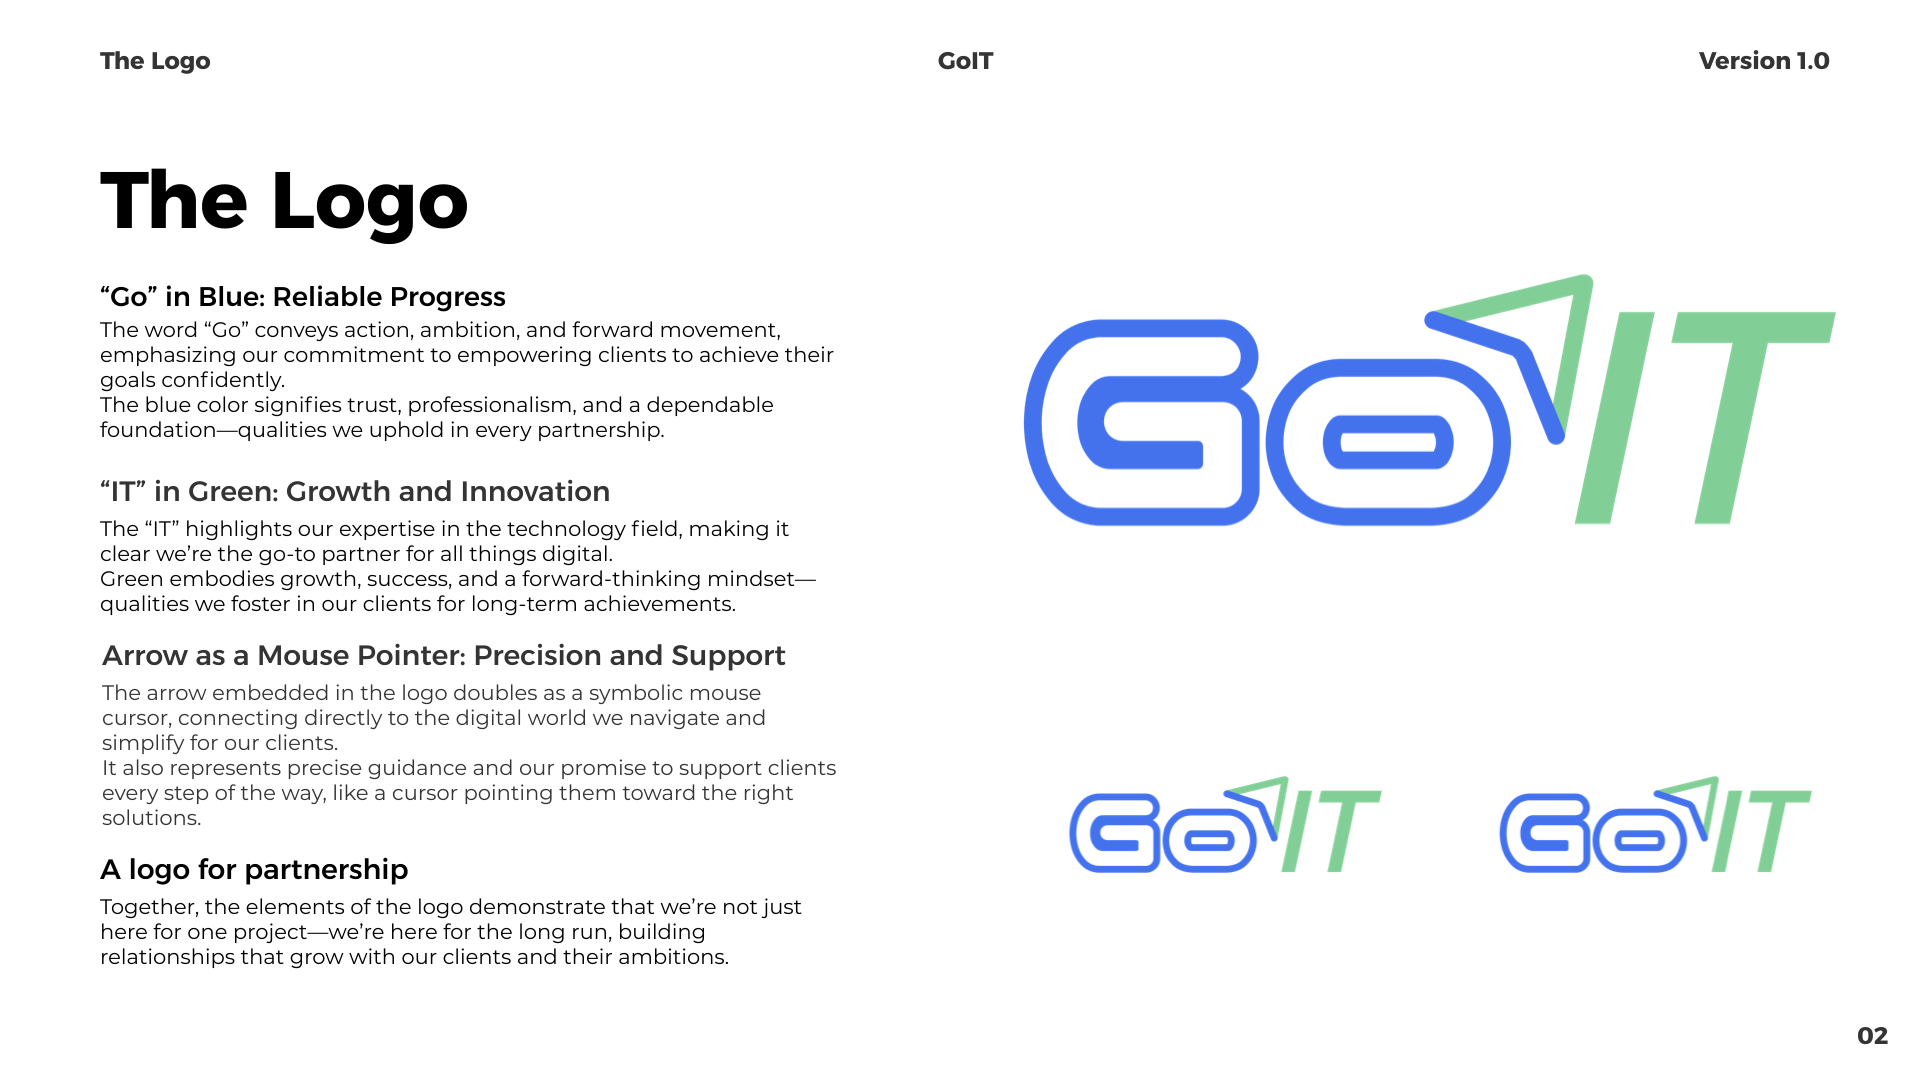 The Logo
GoIT
Version 1.0
The Logo
“Go” in Blue: Reliable Progress
The word “Go” conveys action, ambition, and forward movement,
emphasizing our commitment to empowering clients to achieve their
goals confidently.
The blue color signifies trust, professionalism, and a dependable
foundation—qualities we uphold in every partnership.
“IT” in Green: Growth and Innovation
The “IT” highlights our expertise in the technology field, making it
clear we’re the go-to partner for all things digital.
Green embodies growth, success, and a forward-thinking mindset—
qualities we foster in our clients for long-term achievements.
Arrow as a Mouse Pointer: Precision and Support
The arrow embedded in the logo doubles as a symbolic mouse
cursor, connecting directly to the digital world we navigate and
simplify for our clients.
It also represents precise guidance and our promise to support clients
every step of the way, like a cursor pointing them toward the right
solutions.
A logo for partnership
Together, the elements of the logo demonstrate that we’re not just
here for one project—we’re here for the long run, building
relationships that grow with our clients and their ambitions.
GoIT
GoIT
GoIT
02